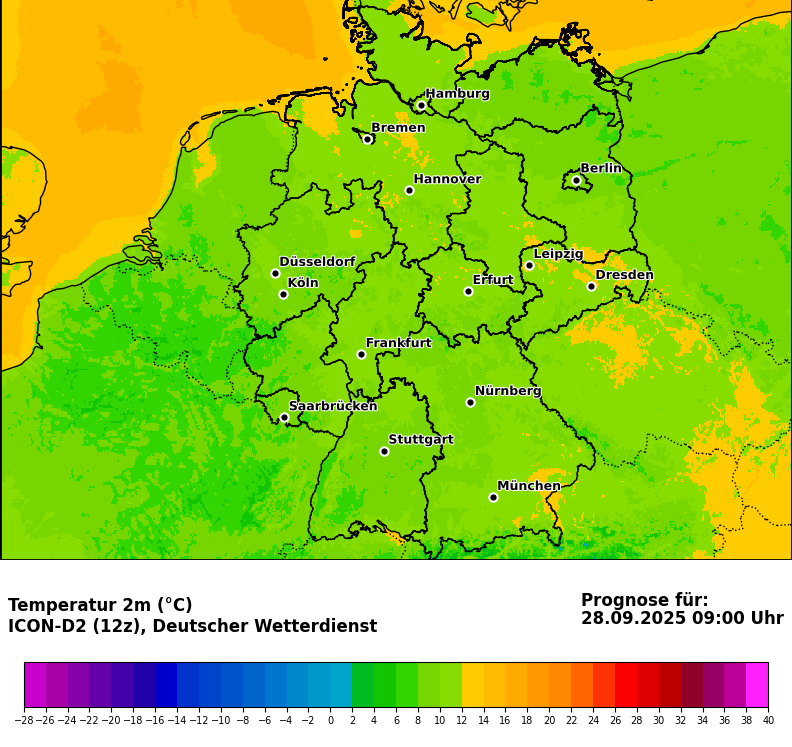 Hamburg
Bremen
Berlin
Hannover
Leipzig
Düsseldorf
Dresden
Köln
Erfurt
Frankfurt
Nürnberg
Saarbrücken
Stuttgart
München
Temperatur 2m (°C)
ICON-D2 (12z), Deutscher Wetterdienst
Prognose für:
28.09.2025 09:00 Uhr
−28 −26 −24 −22 −20 −18 −16 −14 −12 −10 −8 −6 −4 −2 0 2 4 6 8 10 12 14 16 18 20 22 24 26 28 30 32 34 36 38 40